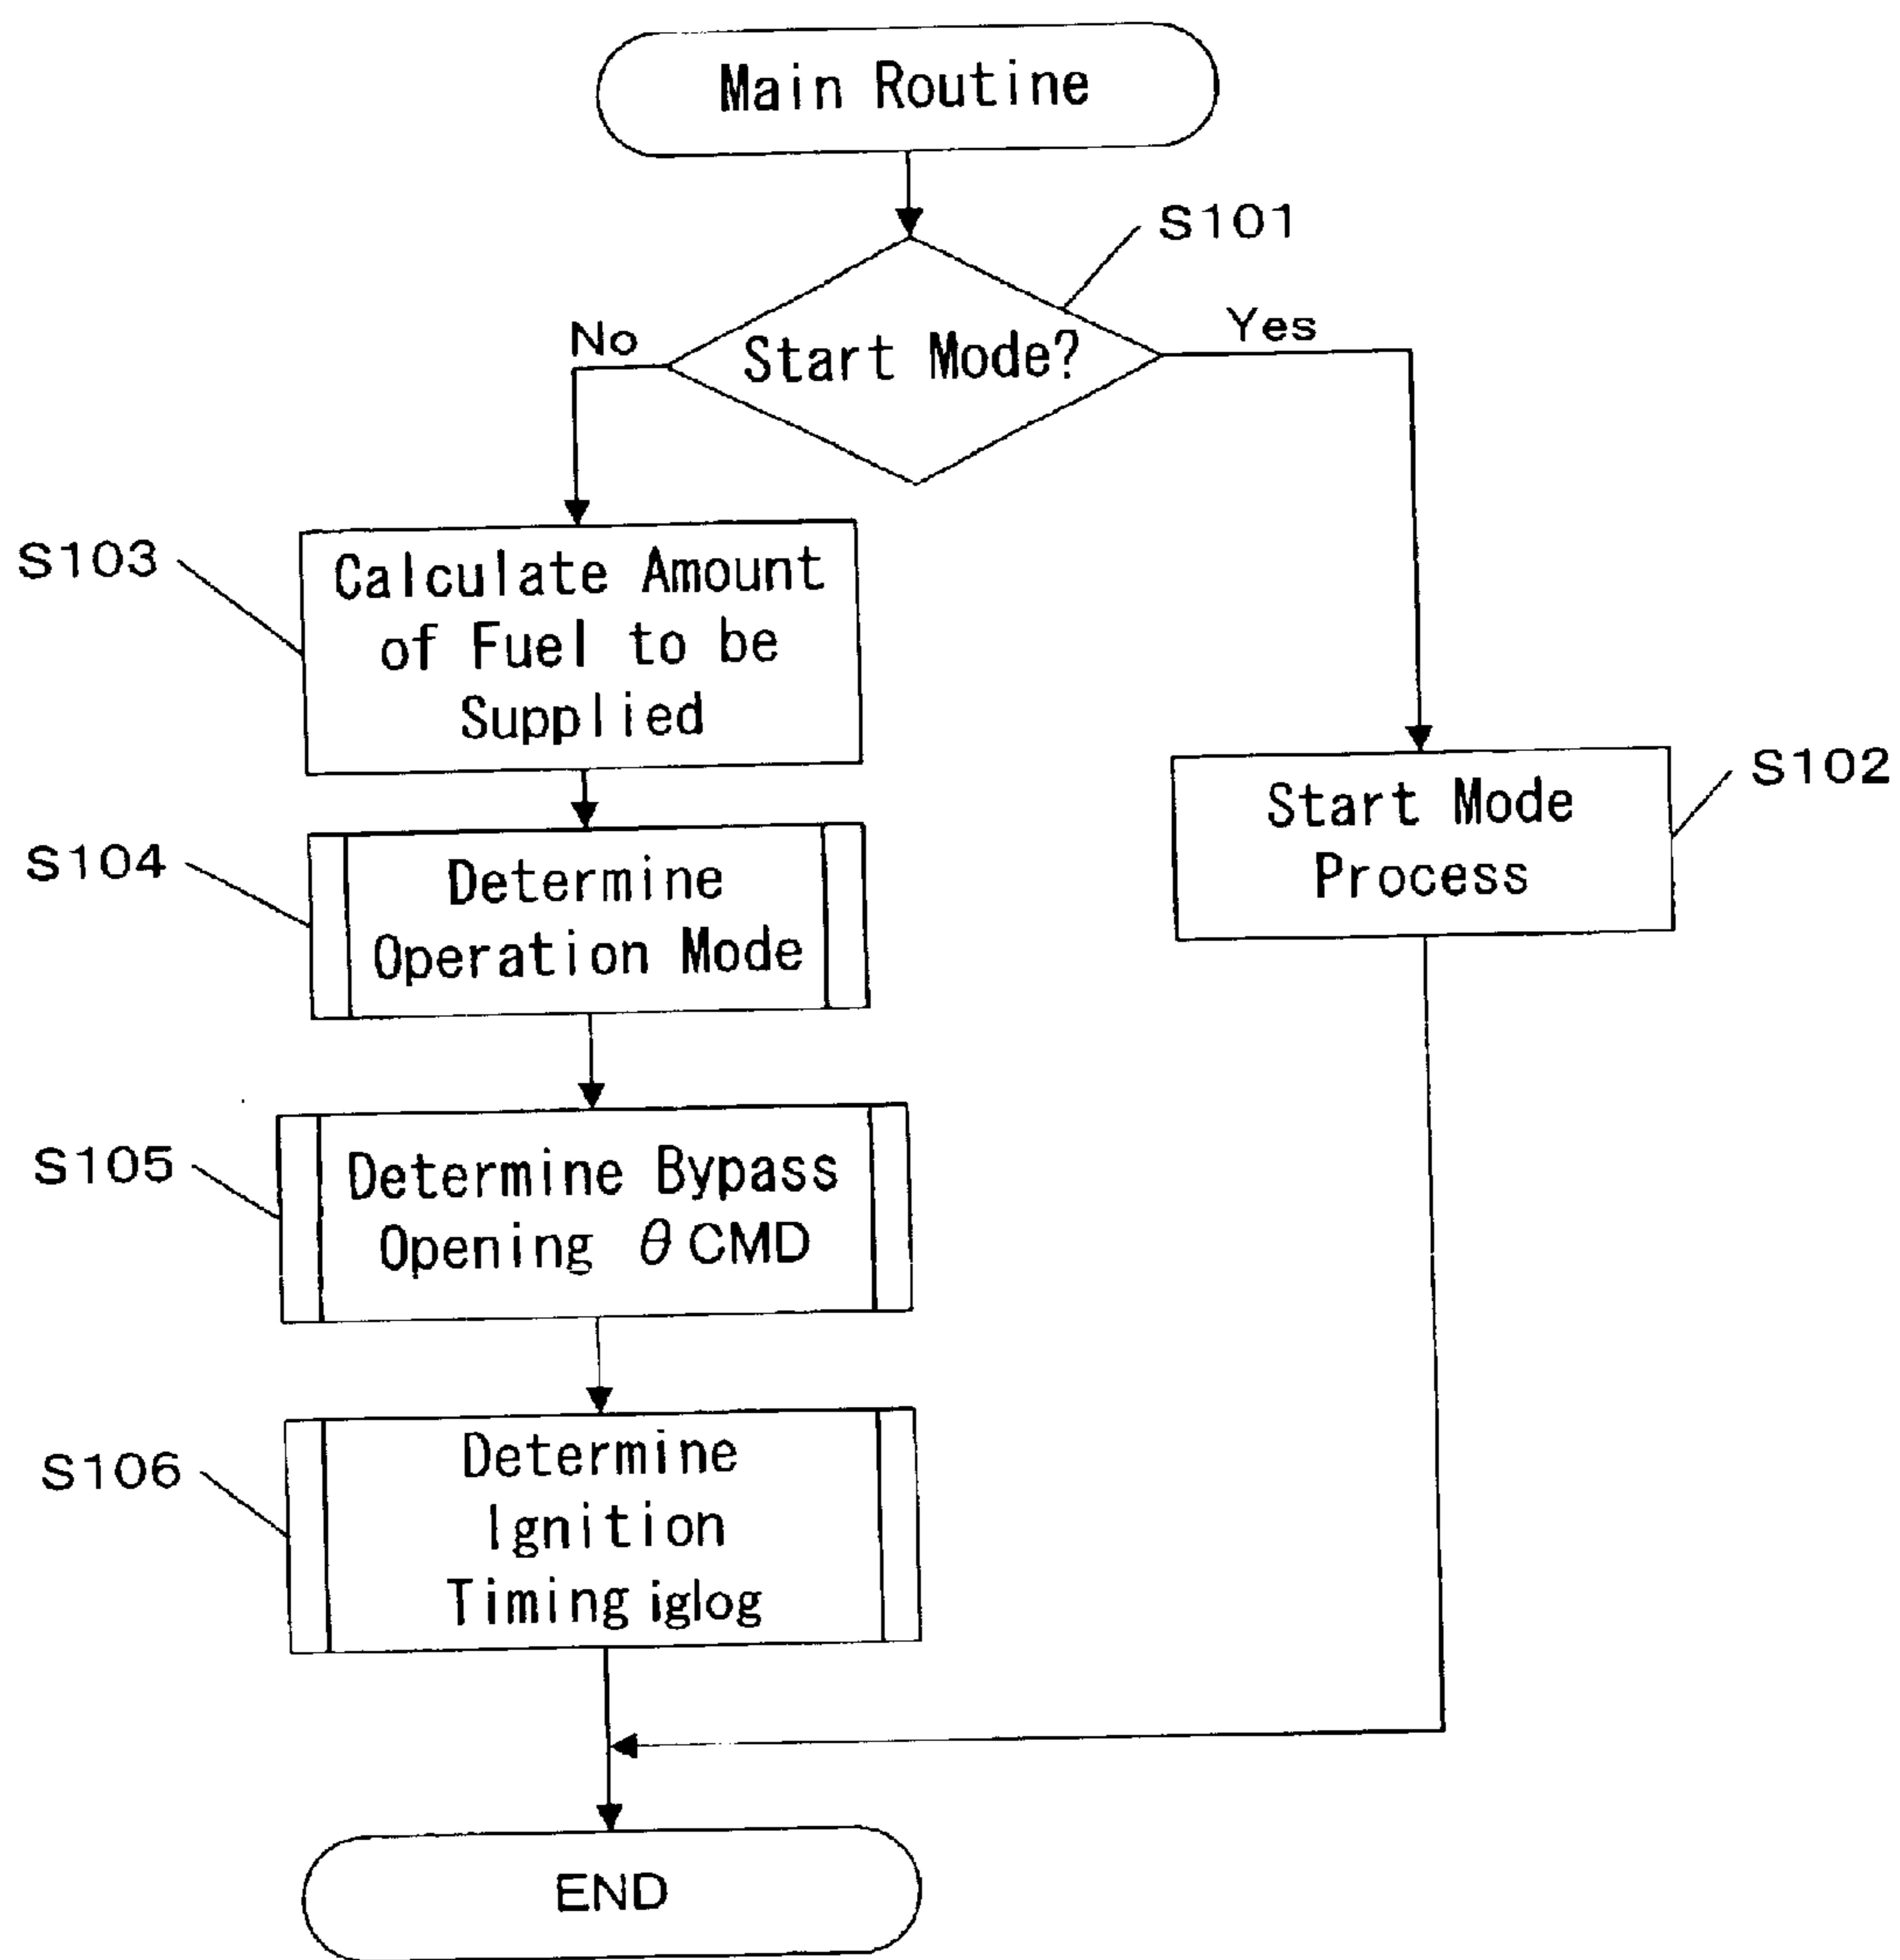 Main Routine
S101
No
Start Mode?
Yes
S103
Calculate Amount
of Fuel to be
Supplied
S102
Start Mode
Process
S104
Determine
Operation Mode
S105
Determine Bypass
Opening θ CMD
S106
Determine
Ignition
Timing iglog
END